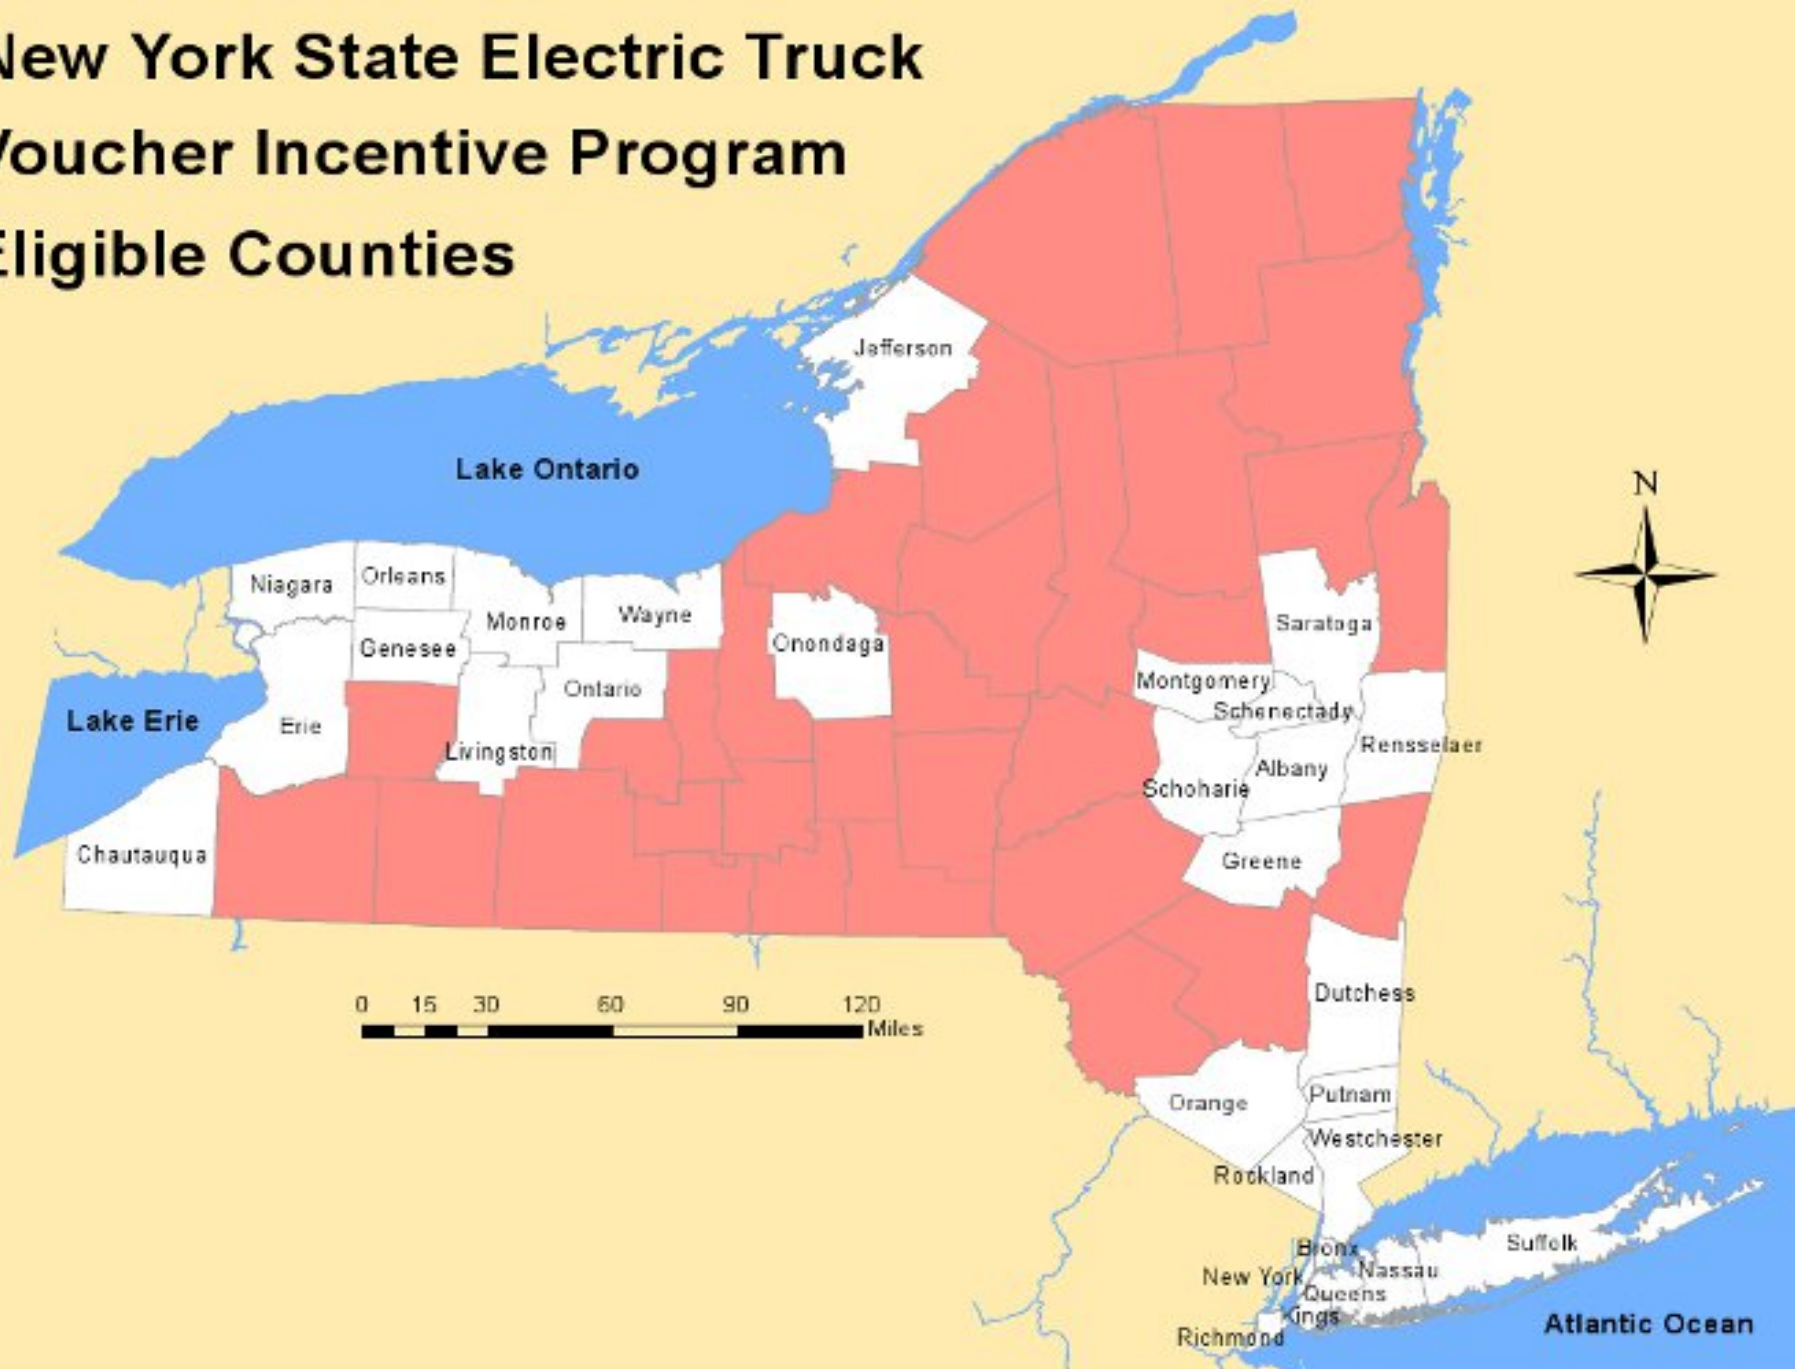 New York State Electric Truck
Voucher Incentive Program
Eligible Counties
Jefferson
Lake Ontario
N
Niagara
Orleans
Monroe
Wayne
Genesee
Onondaga
Saratoga
Ontario
Montgomery
Schenectady
Lake Erie
Erie
Livingston
Rensselaer
Schoharie
Albany
Chautauqua
Greene
Dutchess
0 15 30 60 90 120
Miles
Orange
Putnam
Westchester
Rockland
Bronx
Suffolk
New York
Nassau
Queens
Kings
Richmond
Atlantic Ocean